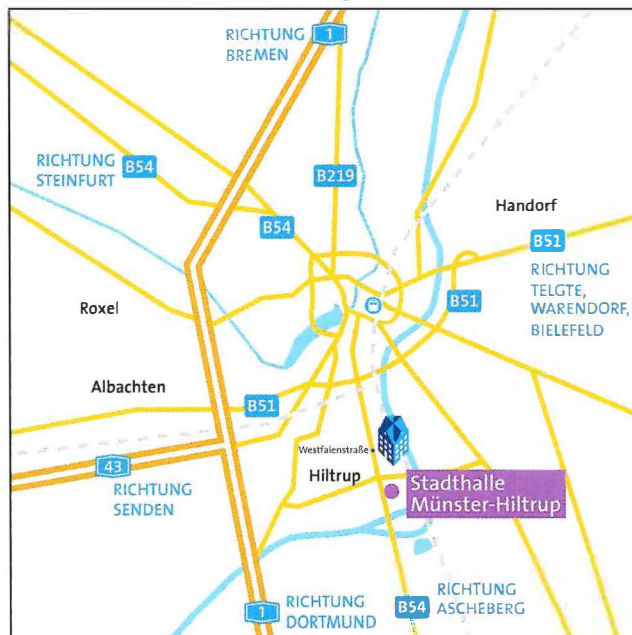 RICHTUNG
BREMEN
1
RICHTUNG
STEINFURT
B54
B219
B54
Handorf
B51
RICHTUNG
TELGTE,
WARENDORF,
BIELEFELD
B51
Roxel
Albachten
B51
43
RICHTUNG
SENDEN
Westfalenstraße
Hiltrup
Stadthalle
Münster-Hiltrup
1
RICHTUNG
DORTMUND
B54
RICHTUNG
ASCHEBERG